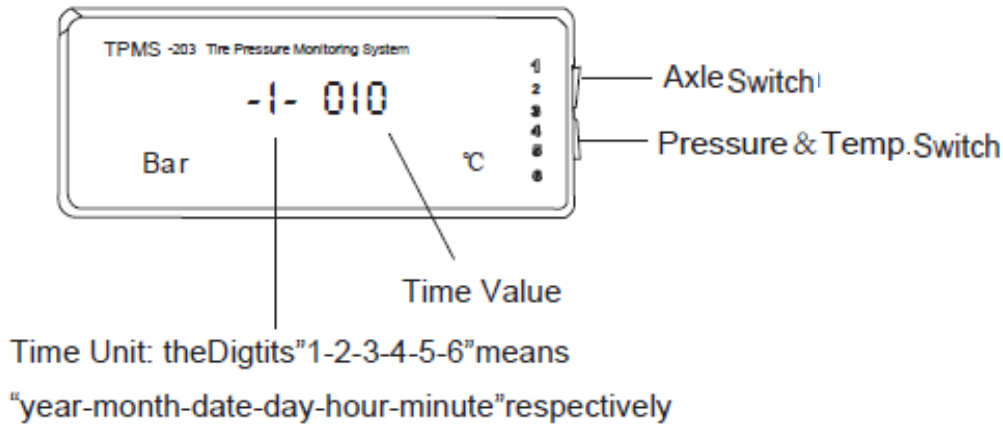 TPMS -203 Tire Pressure Monitoring System
-1- 010
Bar
℃
1
2
3
4
5
6
Axle Switch
Pressure & Temp. Switch
Time Value
Time Unit: theDigtits”1-2-3-4-5-6”means
“year-month-date-day-hour-minute”respectively